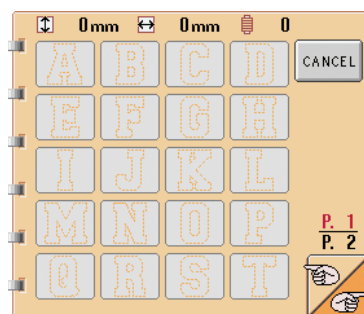 0mm 0mm 0
A B C D
CANCEL
E F G H
I J K L
M N O P
P. 1
P. 2
Q R S T